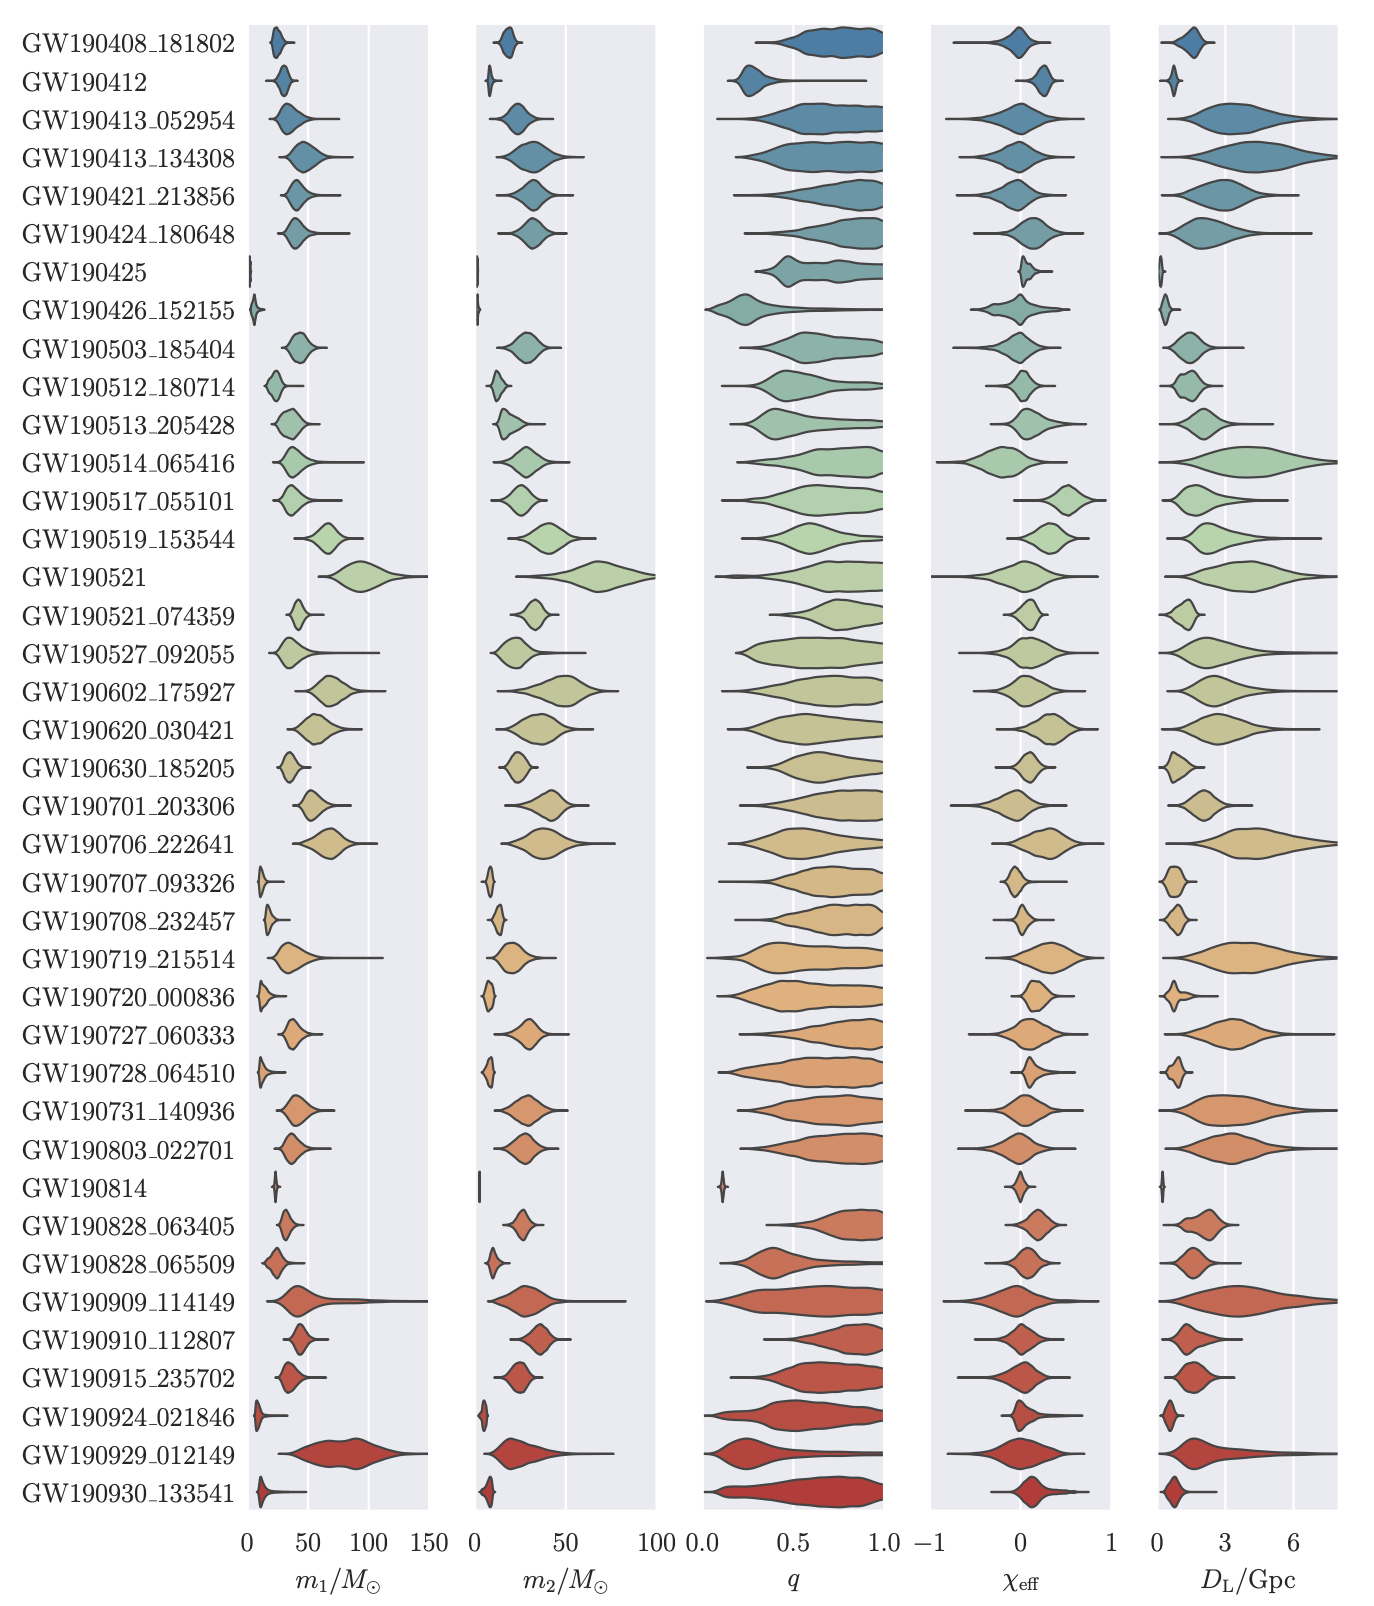 GW190408_181802
GW190412
GW190413_052954
GW190413_134308
GW190421_213856
GW190424_180648
GW190425
GW190426_152155
GW190503_185404
GW190512_180714
GW190513_205428
GW190514_065416
GW190517_055101
GW190519_153544
GW190521
GW190521_074359
GW190527_092055
GW190602_175927
GW190620_030421
GW190630_185205
GW190701_203306
GW190706_222641
GW190707_093326
GW190708_232457
GW190719_215514
GW190720_000836
GW190727_060333
GW190728_064510
GW190731_140936
GW190803_022701
GW190814
GW190828_063405
GW190828_065509
GW190909_114149
GW190910_112807
GW190915_235702
GW190924_021846
GW190929_012149
GW190930_133541
0 50 100 150 0 50 100 0.0 0.5 1.0 −1 0 1 0 3 6
m₁/M⊙ m₂/M⊙ q χeff D_L/Gpc